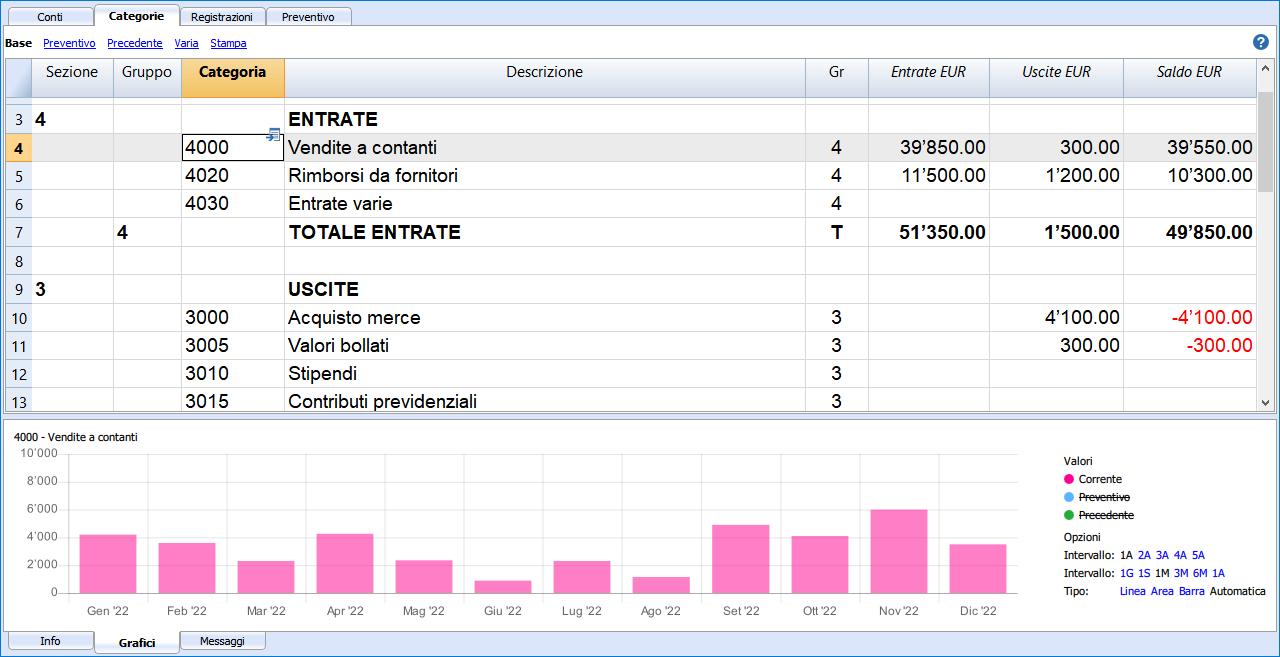 Conti Categorie Registrazioni Preventivo
Base Preventivo Precedente Varia Stampa ?
Sezione Gruppo Categoria Descrizione Gr Entrate EUR Uscite EUR Saldo EUR
3 4 ENTRATE
4 4000 Vendite a contanti 4 39’850.00 300.00 39’550.00
5 4020 Rimborsi da fornitori 4 11’500.00 1’200.00 10’300.00
6 4030 Entrate varie 4
7 4 TOTALE ENTRATE T 51’350.00 1’500.00 49’850.00
8
9 3 USCITE
10 3000 Acquisto merce 3 4’100.00 -4’100.00
11 3005 Valori bollati 3 300.00 -300.00
12 3010 Stipendi 3
13 3015 Contributi previdenziali 3
4000 - Vendite a contanti
10’000
8’000
6’000
4’000
2’000
0
Gen '22 Feb '22 Mar '22 Apr '22 Mag '22 Giu '22 Lug '22 Ago '22 Set '22 Ott '22 Nov '22 Dic '22
Valori
Corrente
Preventivo
Precedente
Opzioni
Intervallo: 1A 2A 3A 4A 5A
Intervallo: 1G 1S 1M 3M 6M 1A
Tipo: Linea Area Barra Automatica
Info Grafici Messaggi